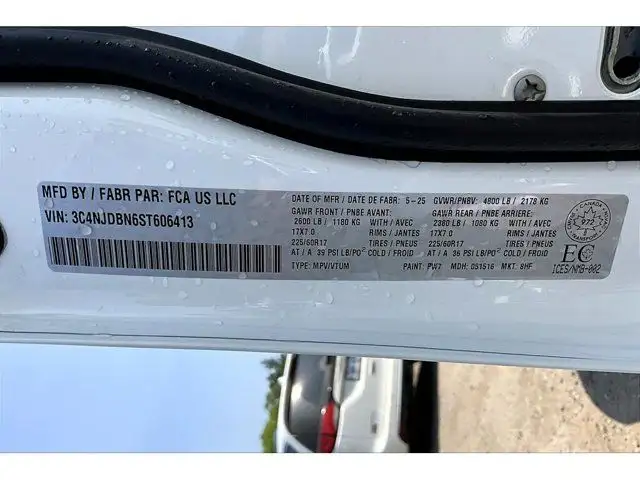 MFD BY / FABR PAR: FCA US LLC
VIN: 3C4NJDBN6ST606413
DATE OF MFR / DATE DE FABR: 5-25 GVWR/PNBV: 4800 LB / 2178 KG
GAWR FRONT / PNBE AVANT: GAWR REAR / PNBE ARRIERE:
2600 LB / 1180 KG WITH / AVEC 2380 LB / 1080 KG WITH / AVEC
17X7.0 RIMS / JANTES 17X7.0 RIMS / JANTES
225/60R17 TIRES / PNEUS 225/60R17 TIRES / PNEUS
AT / A 39 PSI LB/PO² COLD / FROID AT / A 36 PSI LB/PO² COLD / FROID
TYPE: MPV/VTUM PAINT: PW7 MDH: 051516 MKT: 8HF
CANADA
TRANSPORT
972
EC
ICES/NMB-002